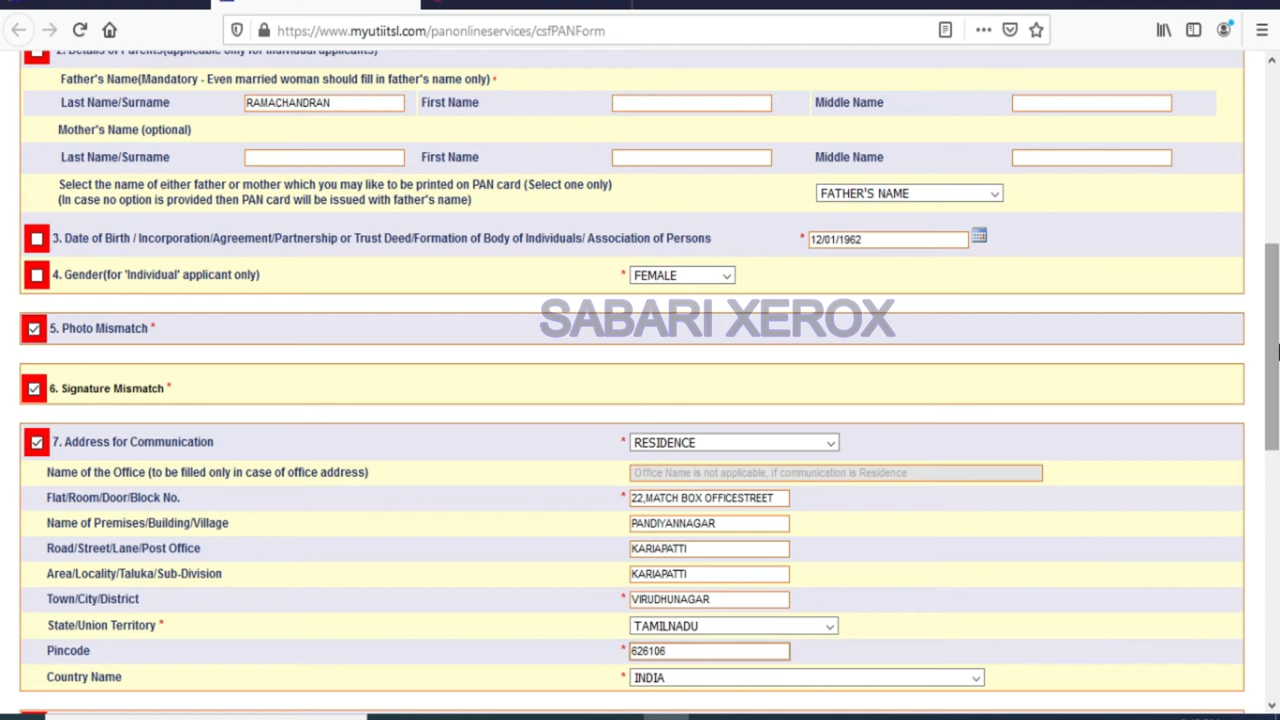 https://www.myutiitsl.com/panonlineservices/csfPANForm
2. Details of Parents(applicable only for individual applicants)
Father's Name(Mandatory - Even married woman should fill in father's name only) *
Last Name/Surname RAMACHANDRAN First Name Middle Name
Mother's Name (optional)
Last Name/Surname First Name Middle Name
Select the name of either father or mother which you may like to be printed on PAN card (Select one only)
(In case no option is provided then PAN card will be issued with father's name)
FATHER'S NAME
3. Date of Birth / Incorporation/Agreement/Partnership or Trust Deed/Formation of Body of Individuals/ Association of Persons * 12/01/1962
4. Gender(for 'Individual' applicant only) * FEMALE
SABARI XEROX
5. Photo Mismatch *
6. Signature Mismatch *
7. Address for Communication * RESIDENCE
Name of the Office (to be filled only in case of office address) Office Name is not applicable, if communication is Residence
Flat/Room/Door/Block No. * 22,MATCH BOX OFFICESTREET
Name of Premises/Building/Village PANDIYANNAGAR
Road/Street/Lane/Post Office KARIAPATTI
Area/Locality/Taluka/Sub-Division * KARIAPATTI
Town/City/District * VIRUDHUNAGAR
State/Union Territory * TAMILNADU
Pincode * 626106
Country Name * INDIA